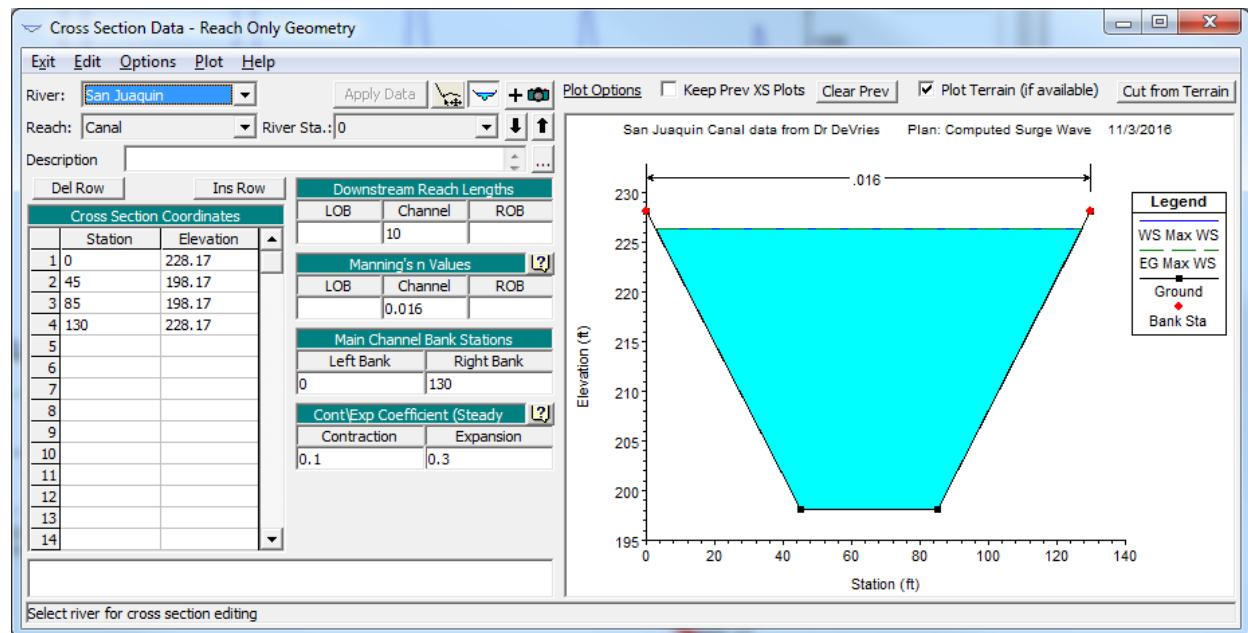 Cross Section Data - Reach Only Geometry
Exit Edit Options Plot Help
River: San Juaquin Apply Data Plot Options Keep Prev XS Plots Clear Prev Plot Terrain (if available) Cut from Terrain
Reach: Canal River Sta.: 0
Description ...
Del Row Ins Row
Cross Section Coordinates
Station Elevation
1 0 228.17
2 45 198.17
3 85 198.17
4 130 228.17
5
6
7
8
9
10
11
12
13
14
Downstream Reach Lengths
LOB Channel ROB
10
Manning's n Values
LOB Channel ROB
0.016
Main Channel Bank Stations
Left Bank Right Bank
0 130
Cont\Exp Coefficient (Steady
Contraction Expansion
0.1 0.3
San Juaquin Canal data from Dr DeVries Plan: Computed Surge Wave 11/3/2016
.016
230
225
220
215
210
205
200
195
Elevation (ft)
0 20 40 60 80 100 120 140
Station (ft)
Legend
WS Max WS
EG Max WS
Ground
Bank Sta
Select river for cross section editing